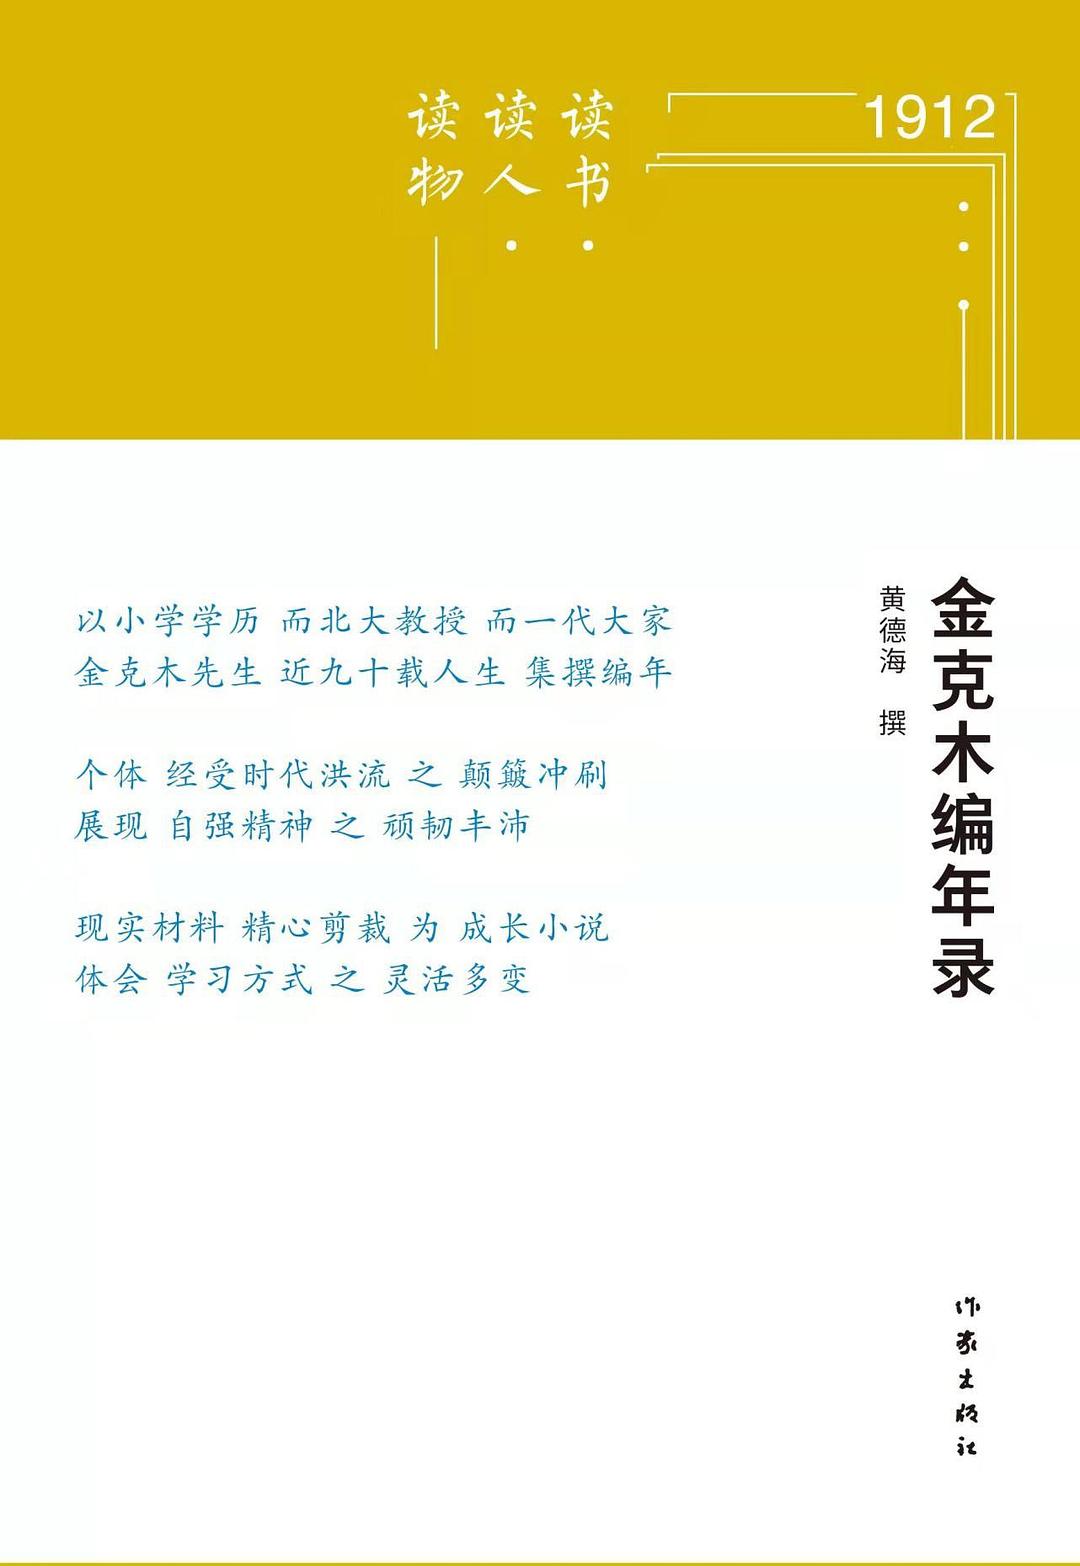 读书·
读人·
读物—
1912
金克木编年录
黄德海 撰
以小学学历 而北大教授 而一代大家
金克木先生 近九十载人生 集撰编年
个体 经受时代洪流 之 颠簸冲刷
展现 自强精神 之 顽韧丰沛
现实材料 精心剪裁 为 成长小说
体会 学习方式 之 灵活多变
作家出版社